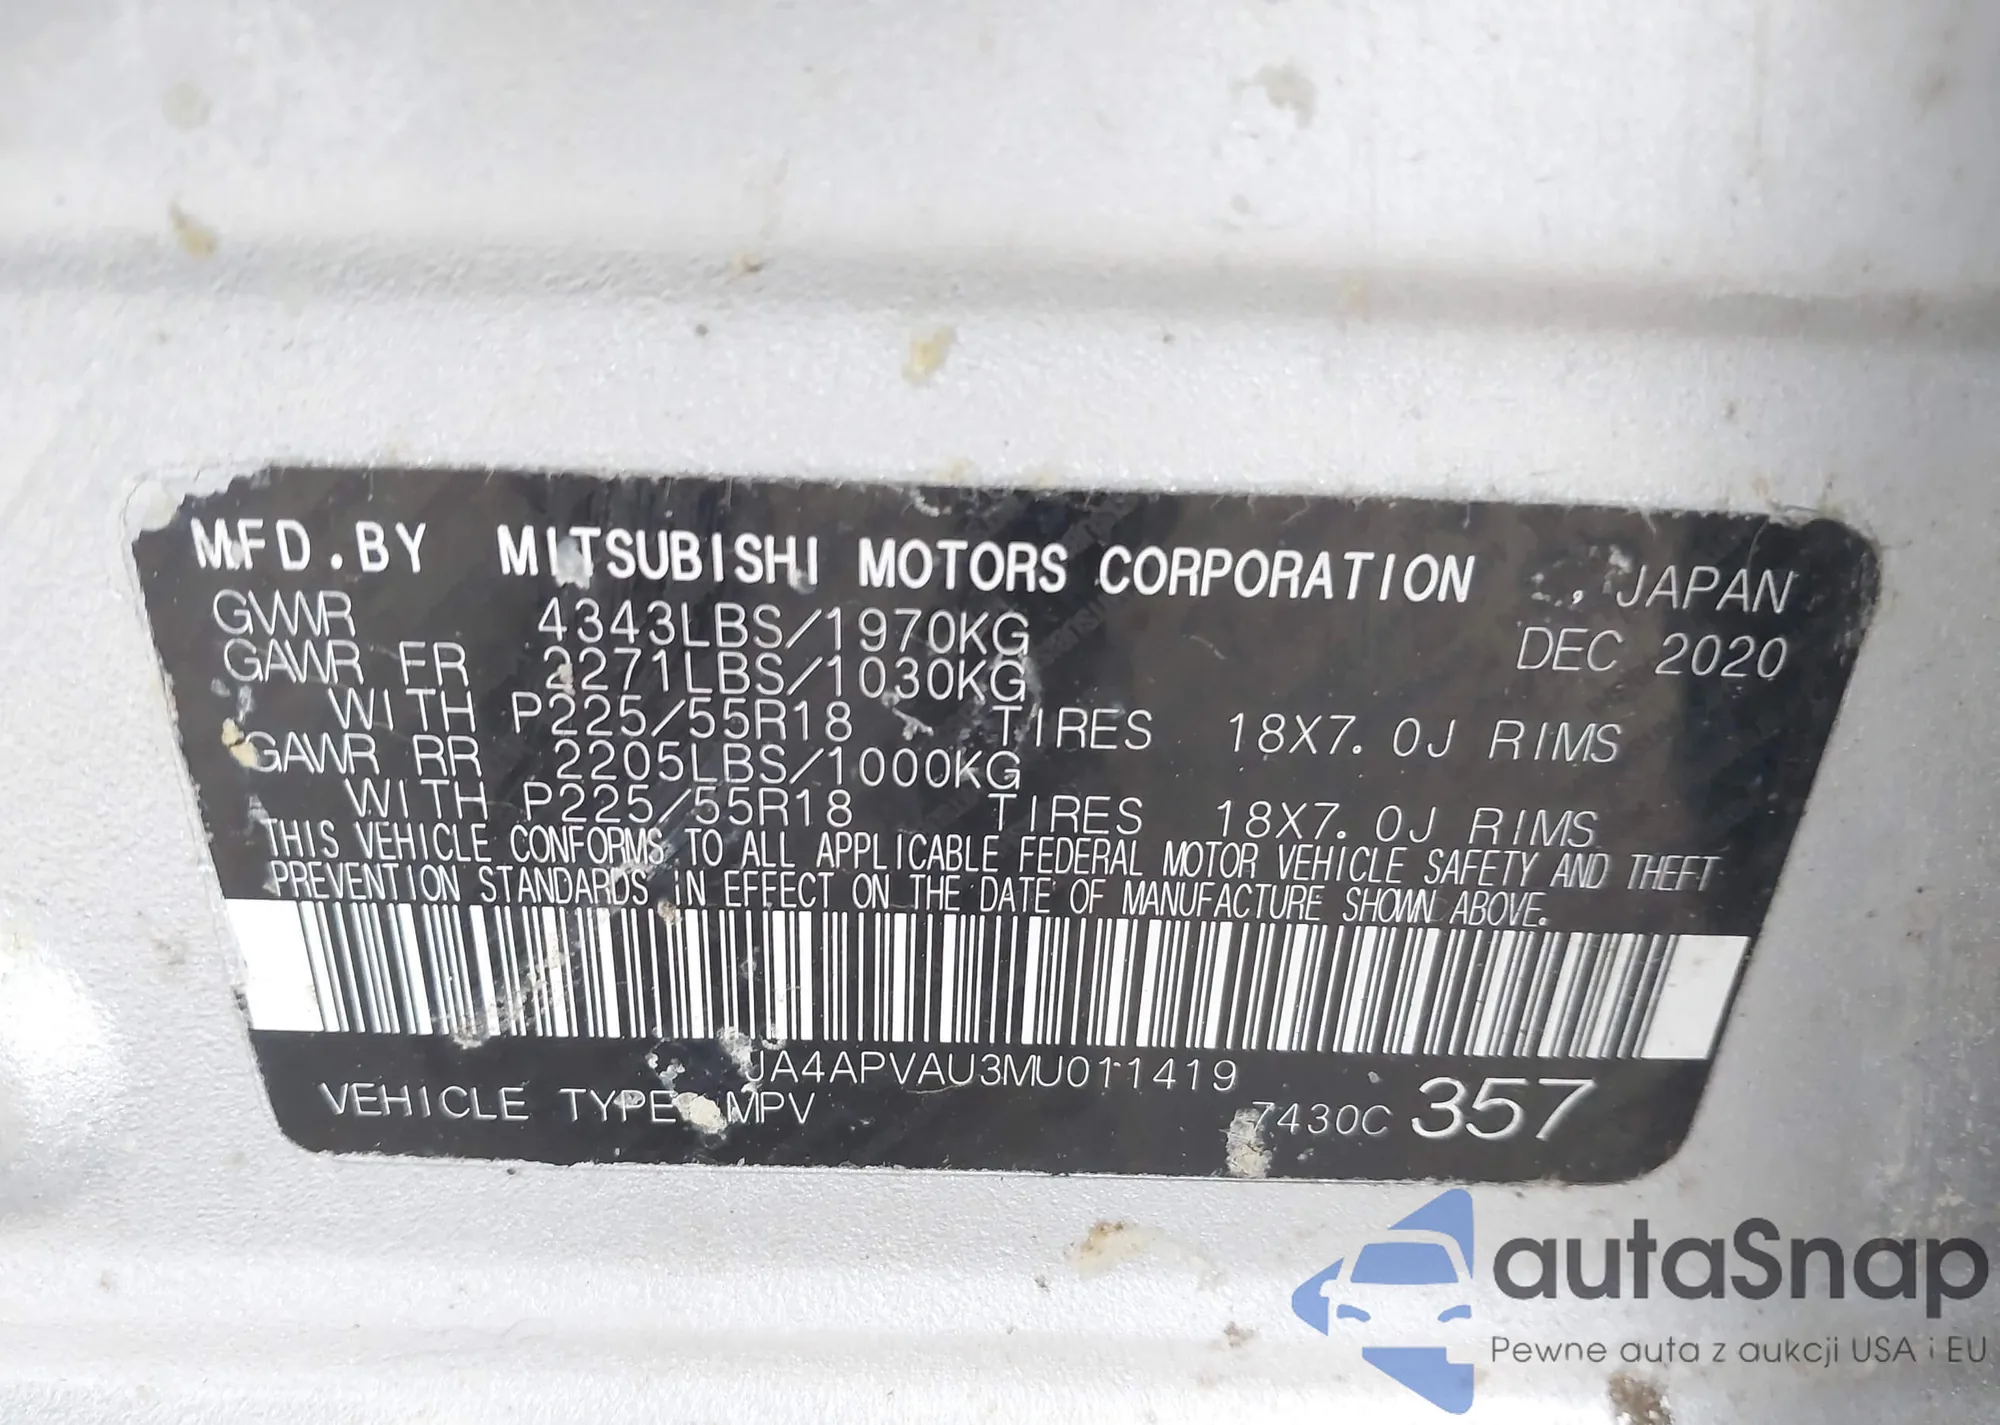 MFD.BY MITSUBISHI MOTORS CORPORATION , JAPAN
GVWR 4343LBS/1970KG DEC 2020
GAWR FR 2271LBS/1030KG
WITH P225/55R18 TIRES 18X7.0J RIMS
GAWR RR 2205LBS/1000KG
WITH P225/55R18 TIRES 18X7.0J RIMS
THIS VEHICLE CONFORMS TO ALL APPLICABLE FEDERAL MOTOR VEHICLE SAFETY AND THEFT
PREVENTION STANDARDS IN EFFECT ON THE DATE OF MANUFACTURE SHOWN ABOVE.
JA4APVAU3MU011419
VEHICLE TYPE MPV 7430C 357
autaSnap
Pewne auta z aukcji USA i EU